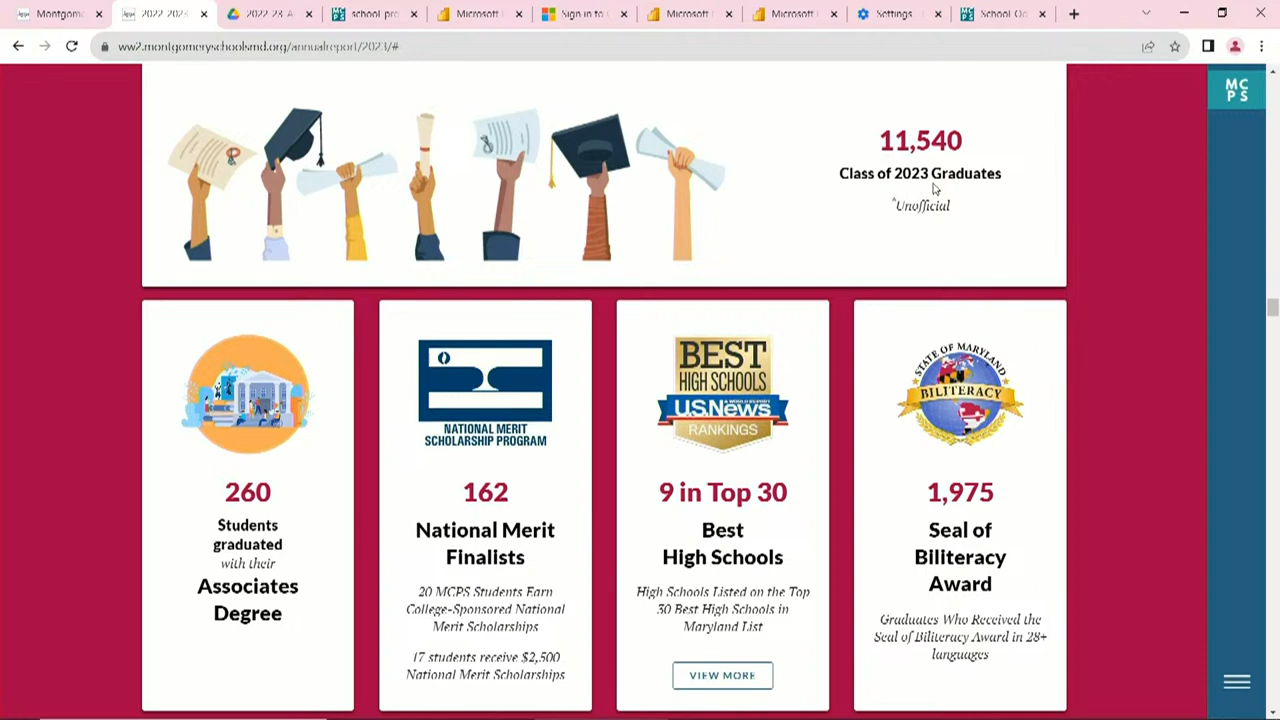 Montgome
2022-2023
2022-23 A
school pro
Microsoft
Sign in to
Microsoft
Microsoft
Settings
School
ww2.montgomeryschoolsmd.org/annualreport/2023/#
MC
PS
11,540
Class of 2023 Graduates
*Unofficial
260
Students
graduated
with their
Associates
Degree
NATIONAL MERIT
SCHOLARSHIP PROGRAM
162
National Merit
Finalists
20 MCPS Students Earn
College-Sponsored National
Merit Scholarships
17 students receive $2,500
National Merit Scholarships
BEST
HIGH SCHOOLS
U.S.News
RANKINGS
9 in Top 30
Best
High Schools
High Schools Listed on the Top
30 Best High Schools in
Maryland List
VIEW MORE
STATE OF MARYLAND
BILITERACY
1,975
Seal of
Biliteracy
Award
Graduates Who Received the
Seal of Biliteracy Award in 28+
languages